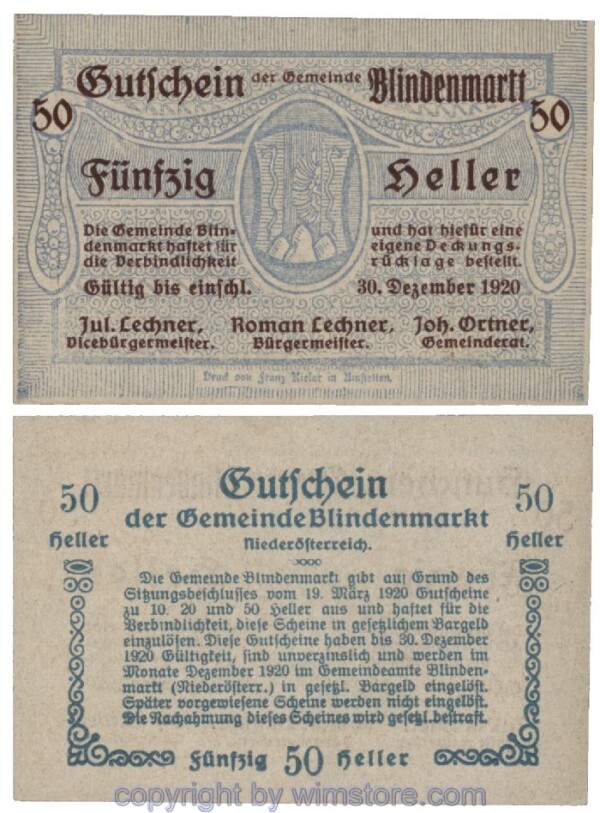 Gutschein der Gemeinde Blindenmarkt
50 50
Fünfzig Heller
Die Gemeinde Blin-
denmarkt haftet für
die Verbindlichkeit
und hat hiefür eine
eigene Deckungs-
rücklage bestellt.
Gültig bis einschl. 30. Dezember 1920
Jul. Lechner, Roman Lechner, Joh. Ortner,
Vicebürgermeister. Bürgermeister. Gemeinderat.
Druck von Franz in Amstetten.
50 Gutschein 50
der Gemeinde Blindenmarkt
Heller Niederösterreich. Heller
Die Gemeinde Blindenmarkt gibt auf Grund des
Sitzungsbeschlusses vom 19. März 1920 Gutscheine
zu 10. 20 und 50 Heller aus und haftet für die
Verbindlichkeit, diese Scheine in gesetzlichem Bargeld
einzulösen. Diese Gutscheine haben bis 30. Dezember
1920 Gültigkeit, sind unverzinslich und werden im
Monate Dezember 1920 im Gemeindeamte Blinden-
markt (Niederösterr.) in gesetzl. Bargeld eingelöst.
Später vorgewiesene Scheine werden nicht eingelöst.
Die Nachahmung dieses Scheines wird gesetzl. bestraft.
Fünfzig 50 Heller
copyright by wimstore.com